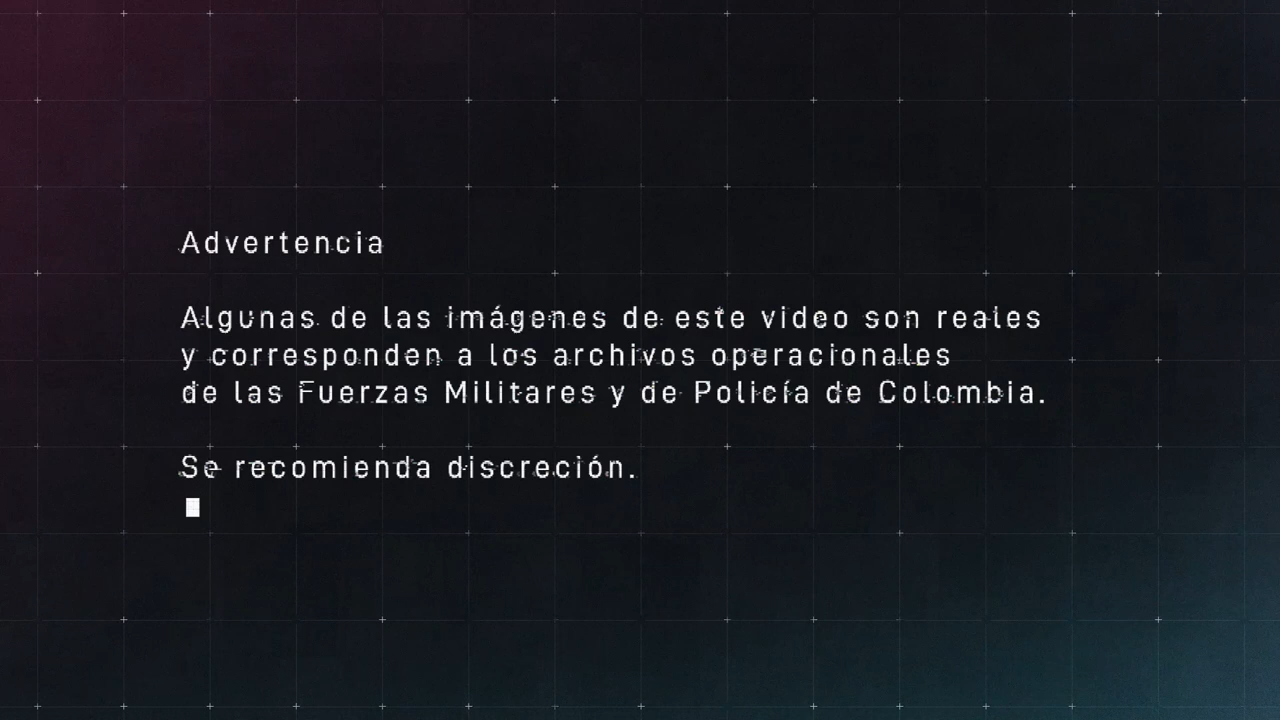 Advertencia
Algunas de las imágenes de este video son reales
y corresponden a los archivos operacionales
de las Fuerzas Militares y de Policía de Colombia.
Se recomienda discreción.